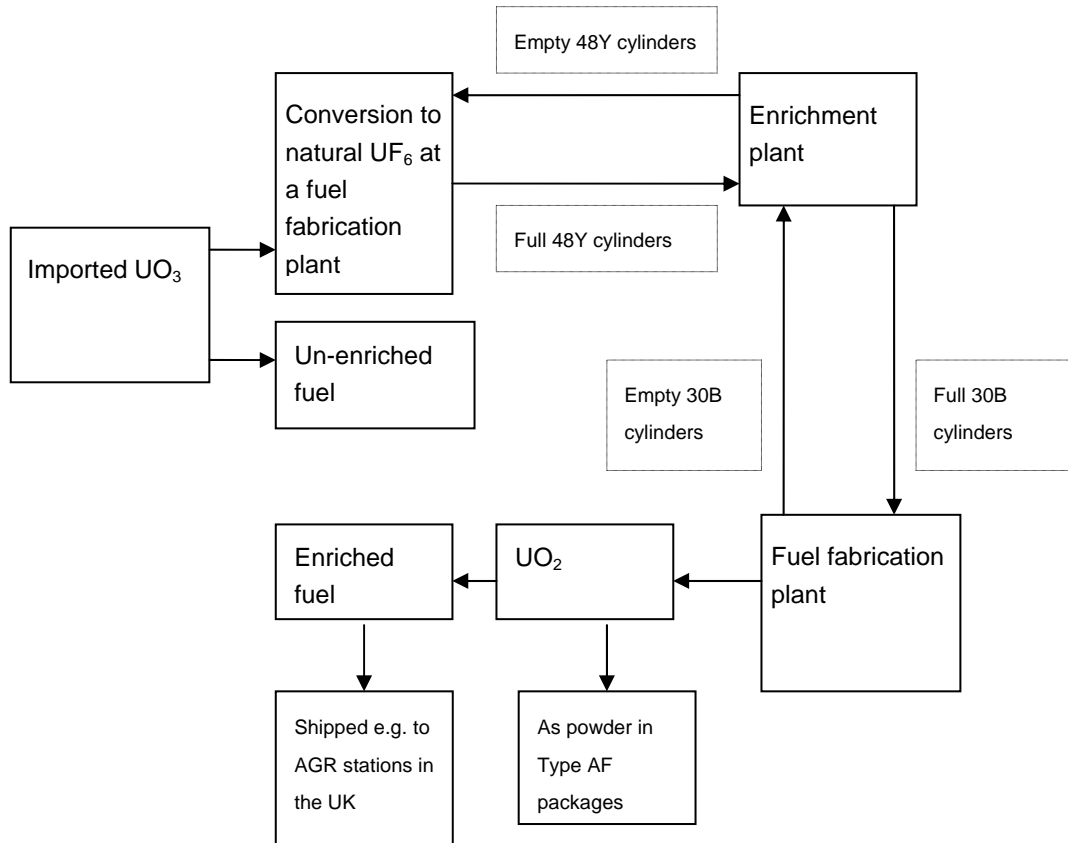 Empty 48Y cylinders
Conversion to
natural UF₆ at
a fuel
fabrication
plant
Enrichment
plant
Full 48Y cylinders
Imported UO₃
Un-enriched
fuel
Empty 30B
cylinders
Full 30B
cylinders
Enriched
fuel
UO₂
Fuel fabrication
plant
Shipped e.g. to
AGR stations in
the UK
As powder in
Type AF
packages